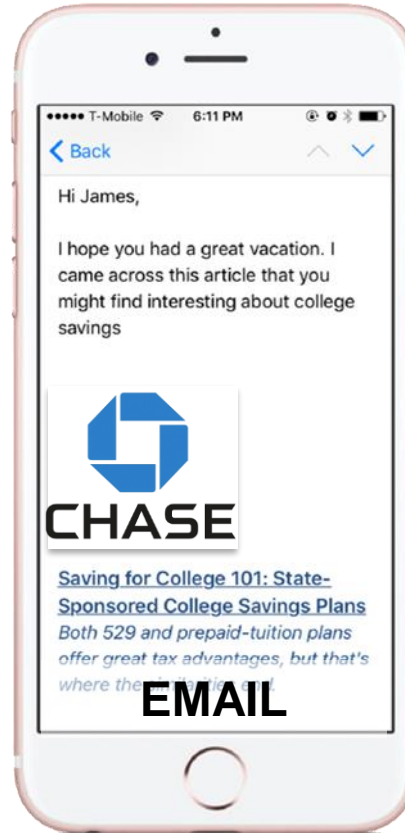 T-Mobile 6:11 PM
Back
Hi James,
I hope you had a great vacation. I
came across this article that you
might find interesting about college
savings
CHASE
Saving for College 101: State-
Sponsored College Savings Plans
Both 529 and prepaid-tuition plans
offer great tax advantages, but that's
where the similarities end.
EMAIL